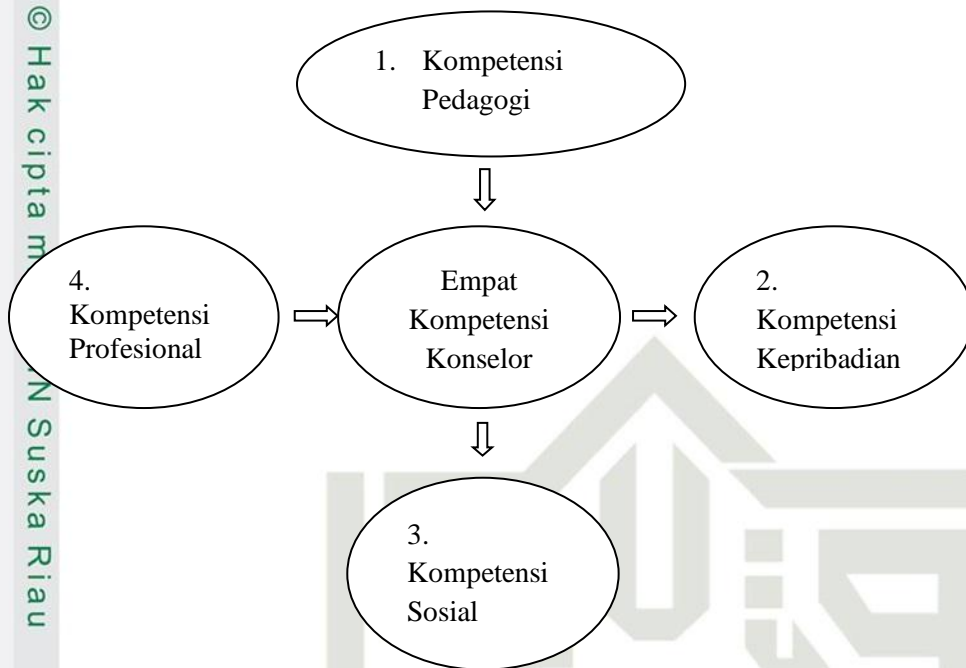 © Hak cipta m
N Suska Riau
1. Kompetensi
Pedagogi
4.
Kompetensi
Profesional
Empat
Kompetensi
Konselor
2.
Kompetensi
Kepribadian
3.
Kompetensi
Sosial